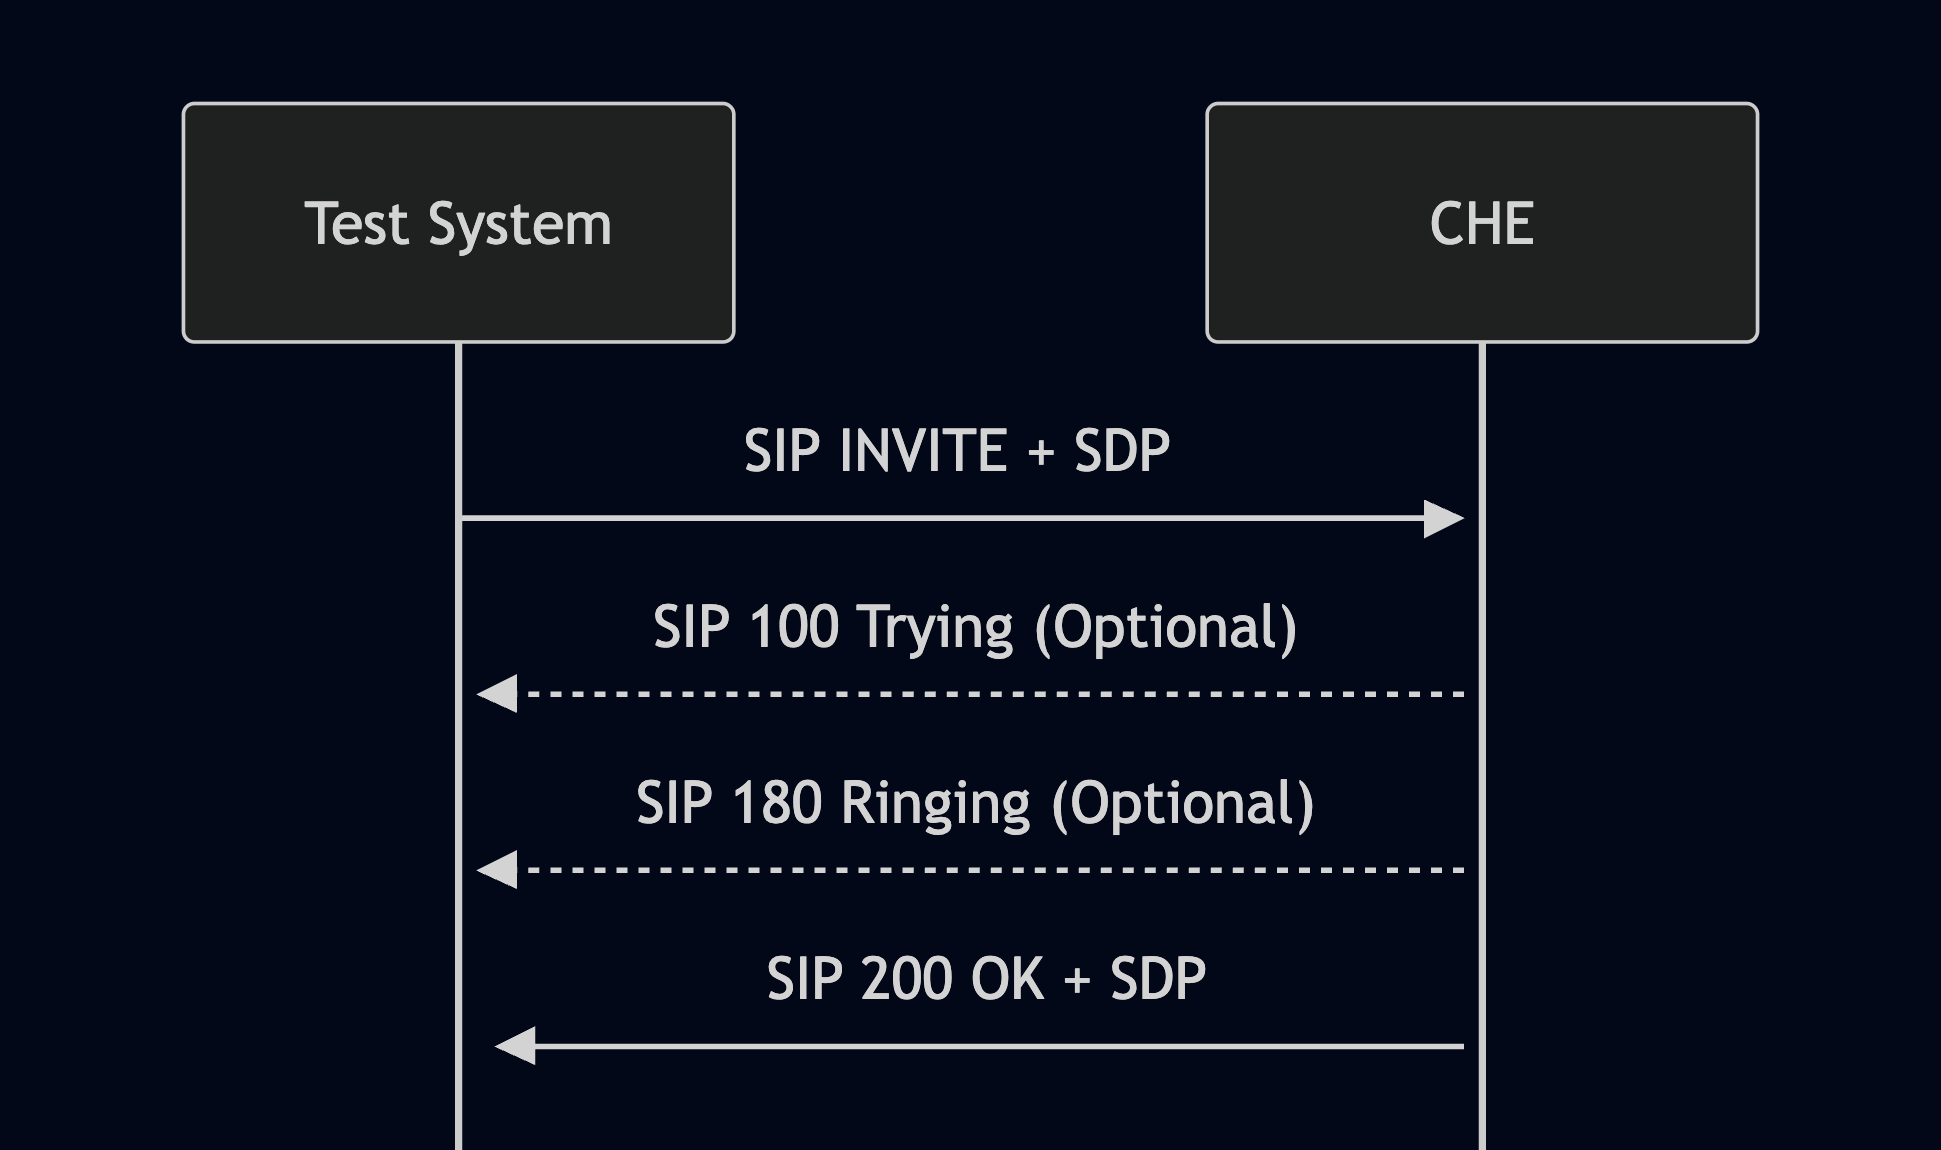 Test System
CHE
SIP INVITE + SDP
SIP 100 Trying (Optional)
SIP 180 Ringing (Optional)
SIP 200 OK + SDP